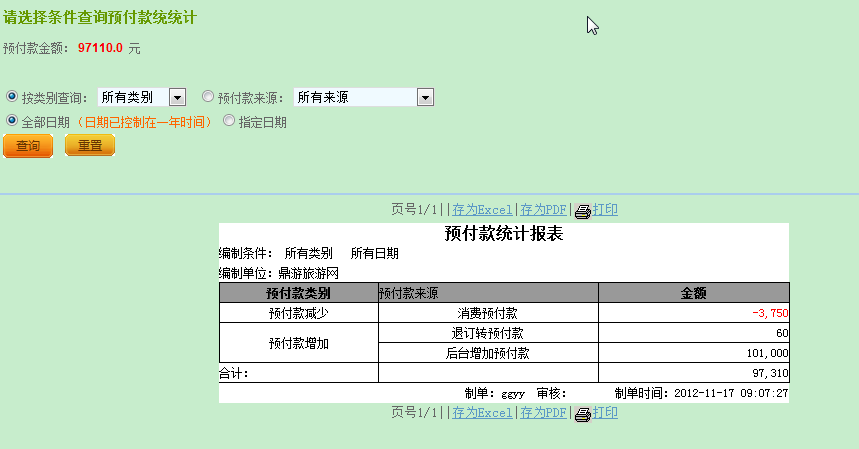 请选择条件查询预付款统统计
预付款金额： 97110.0 元
按类别查询： 所有类别 预付款来源： 所有来源
全部日期 （日期已控制在一年时间） 指定日期
查询 重置
页号1/1||存为Excel|存为PDF|打印
预付款统计报表
编制条件： 所有类别 所有日期
编制单位：鼎游旅游网
预付款类别 预付款来源 金额
预付款减少 消费预付款 -3,750
预付款增加 退订转预付款 60
后台增加预付款 101,000
合计： 97,310
制单：ggyy 审核： 制单时间：2012-11-17 09:07:27
页号1/1||存为Excel|存为PDF|打印